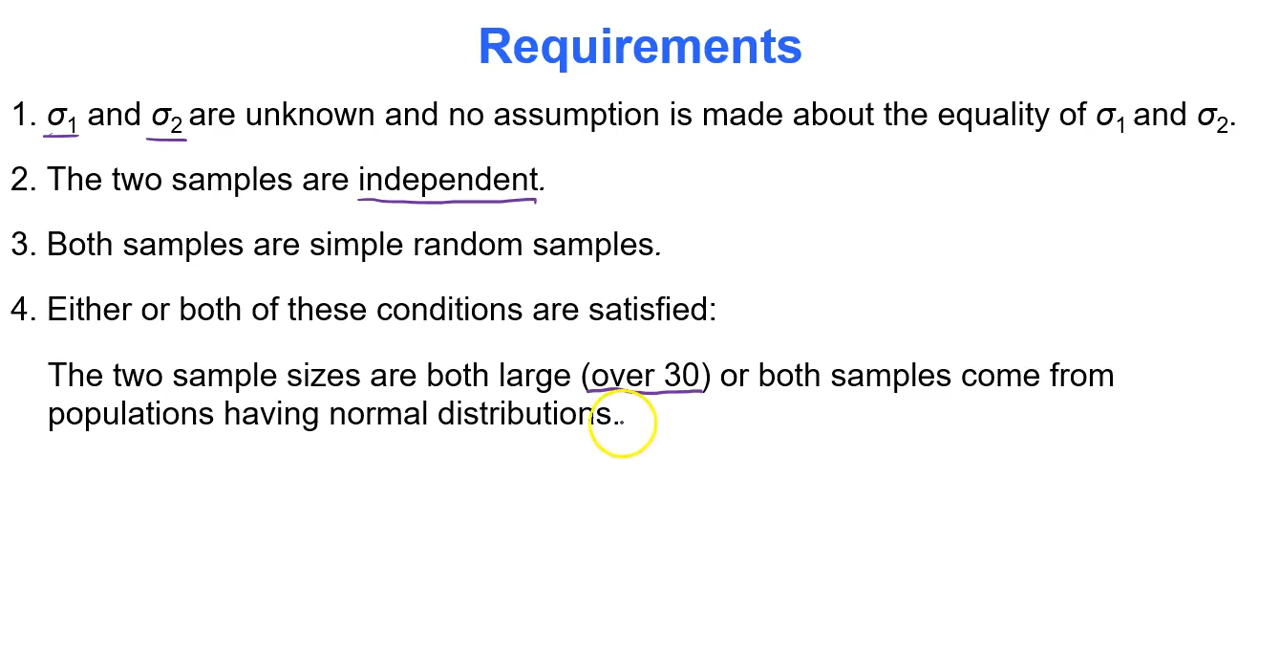 Requirements
1. σ₁ and σ₂ are unknown and no assumption is made about the equality of σ₁ and σ₂.
2. The two samples are independent.
3. Both samples are simple random samples.
4. Either or both of these conditions are satisfied:
The two sample sizes are both large (over 30) or both samples come from
populations having normal distributions.